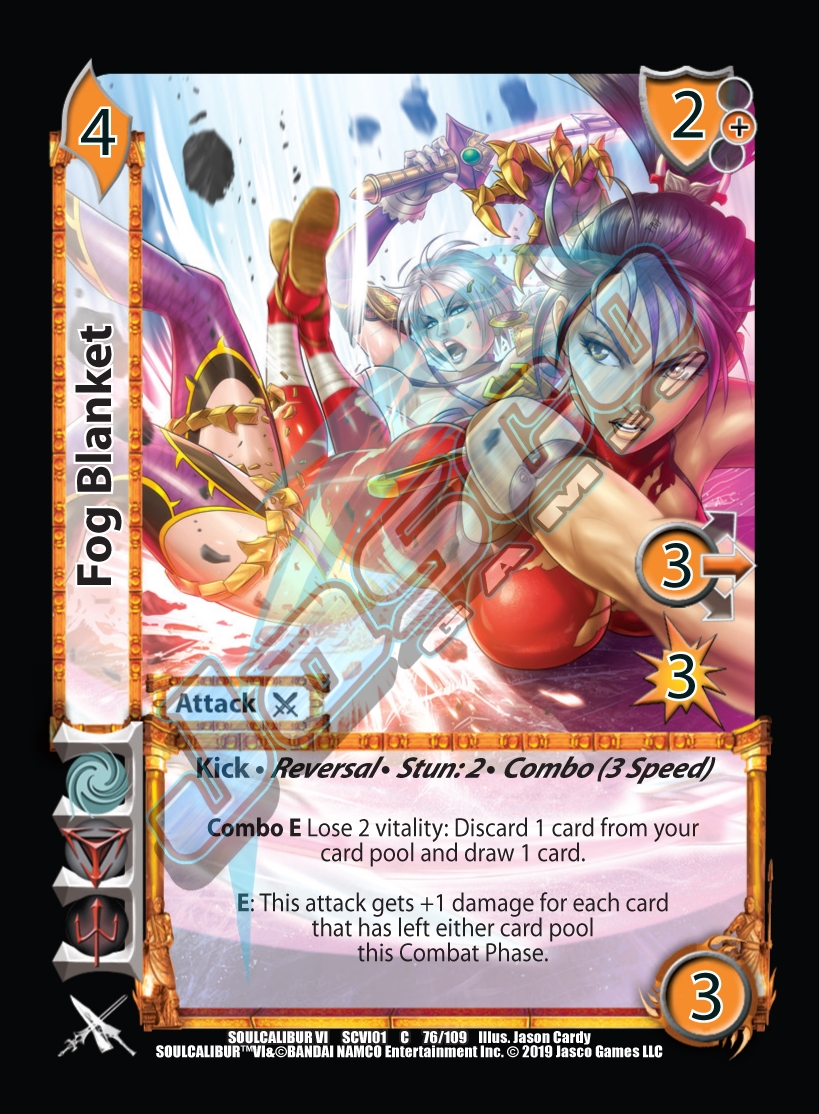 4
2
+
Fog Blanket
JASCO
GAMES
3
3
Attack
Kick • Reversal • Stun: 2 • Combo (3 Speed)
Combo E Lose 2 vitality: Discard 1 card from your
card pool and draw 1 card.
E: This attack gets +1 damage for each card
that has left either card pool
this Combat Phase.
3
SOULCALIBUR VI SCVI01 C 76/109 Illus. Jason Cardy
SOULCALIBUR™VI&©BANDAI NAMCO Entertainment Inc. © 2019 Jasco Games LLC